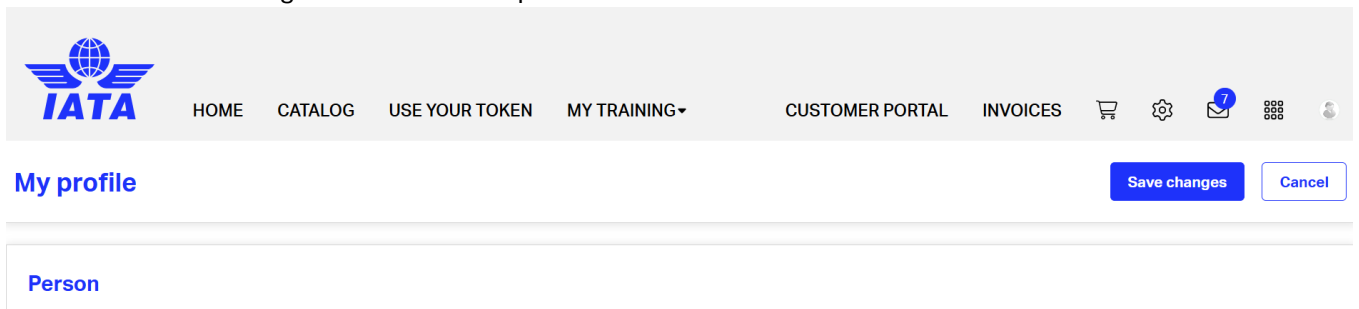 IATA
HOME CATALOG USE YOUR TOKEN MY TRAINING CUSTOMER PORTAL INVOICES 7
My profile Save changes Cancel
Person